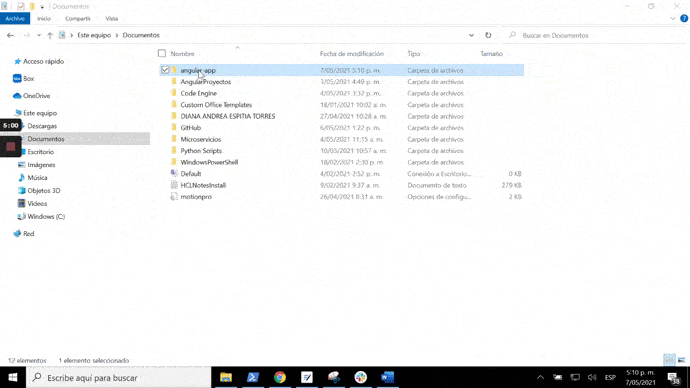 Documentos
Archivo Inicio Compartir Vista
Este equipo Documentos Buscar en Documentos
Nombre Fecha de modificación Tipo Tamaño
Acceso rápido
Box
OneDrive
Este equipo
Descargas
Documentos
Escritorio
Imágenes
Música
Objetos 3D
Vídeos
Windows (C)
Red
5:00
angular-app 7/05/2021 5:10 p. m. Carpeta de archivos
AngularProyectos 3/05/2021 4:49 p. m. Carpeta de archivos
Code Engine 4/05/2021 3:32 p. m. Carpeta de archivos
Custom Office Templates 18/01/2021 10:02 a. m. Carpeta de archivos
DIANA ANDREA ESPITIA TORRES 27/04/2021 10:28 a. m. Carpeta de archivos
GitHub 6/05/2021 1:22 p. m. Carpeta de archivos
Microservicios 4/05/2021 11:15 a. m. Carpeta de archivos
Python Scripts 10/03/2021 10:57 a. m. Carpeta de archivos
WindowsPowerShell 18/02/2021 2:30 p. m. Carpeta de archivos
Default 4/02/2021 7:52 p. m. Conexión a Escritorio... 0 KB
HCLNotesInstall 9/02/2021 9:37 a. m. Documento de texto 279 KB
motionpro 26/04/2021 8:31 a. m. Opciones de configu... 2 KB
12 elementos 1 elemento seleccionado
Escribe aquí para buscar
ESP
5:10 p. m.
7/05/2021
38